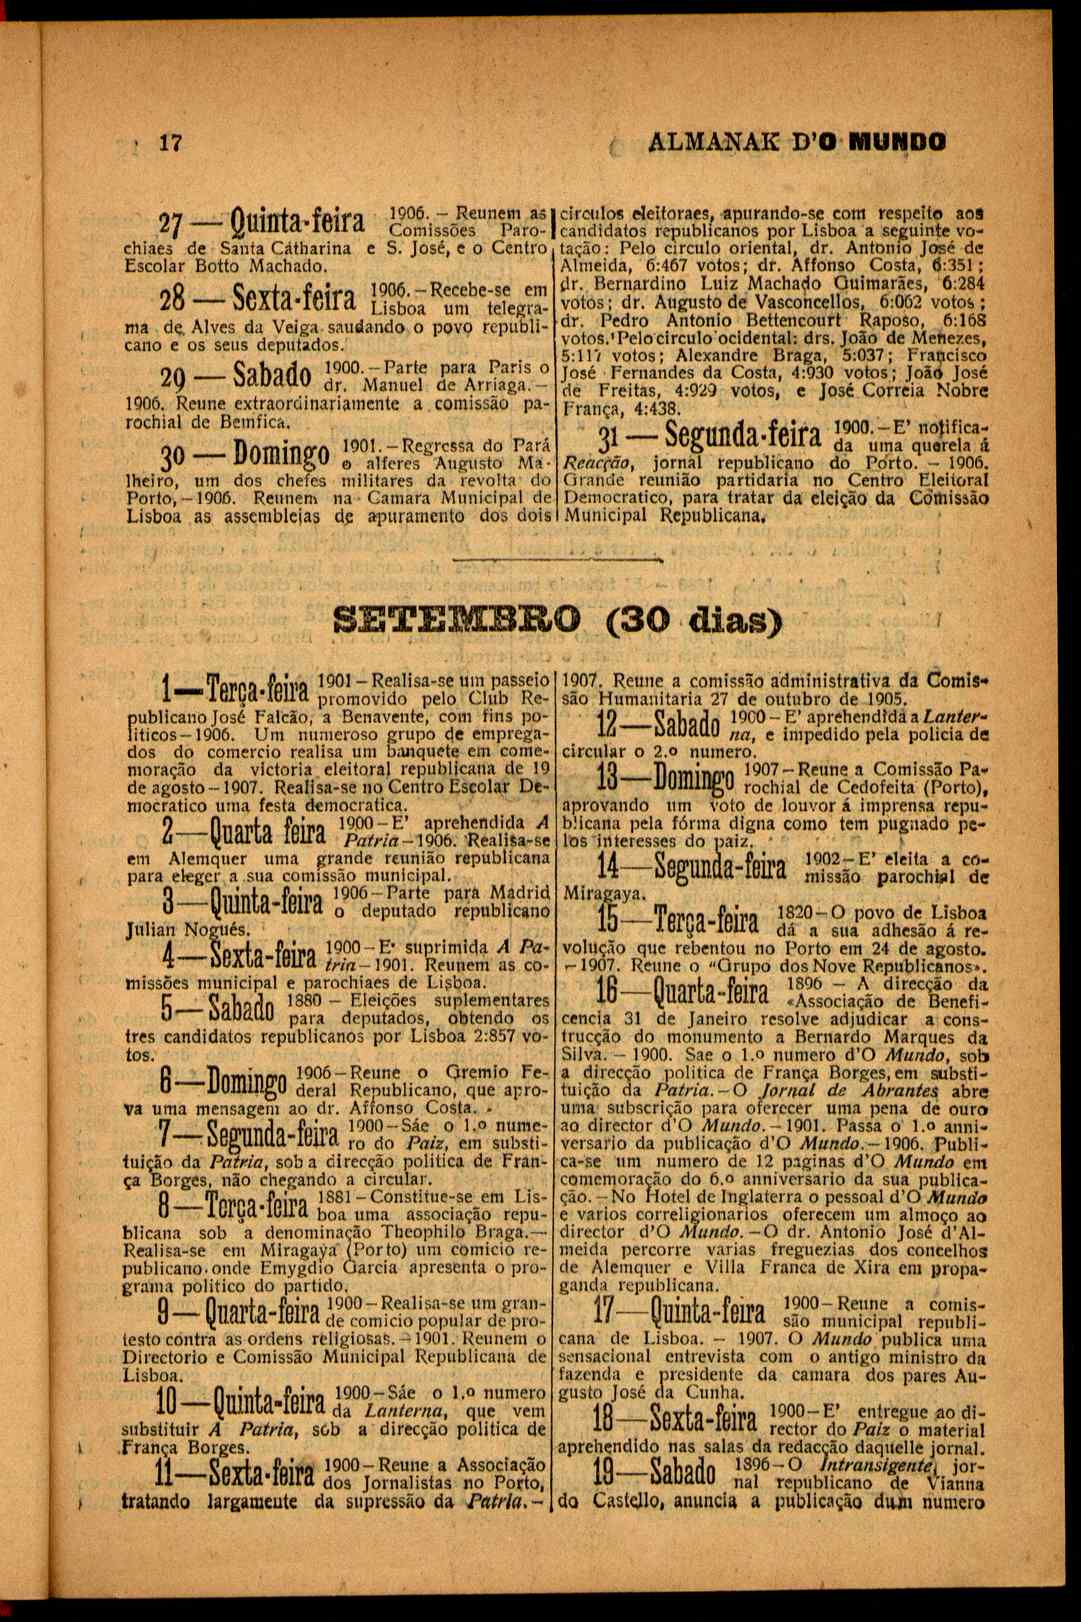 17
ALMANAK D'O MUNDO
27 — Quinta-feira 1906. — Reunem as
Comissões Paro-
chiaes de Santa Catharina e S. José, e o Centro
Escolar Botto Machado.
28 — Sexta-feira 1906. — Recebe-se em
Lisboa um telegra-
ma de Alves da Veiga saudando o povo republi-
cano e os seus deputados.
29 — Sabado 1900. — Parte para Paris o
dr. Manuel de Arriaga. —
1906. Reune extraordinariamente a comissão pa-
rochial de Bemfica.
30 — Domingo 1901. — Regressa do Pará
o alferes Augusto Ma-
lheiro, um dos chefes militares da revolta do
Porto, — 1906. Reunem na Camara Municipal de
Lisboa as assembleias de apuramento dos dois
circulos eleitoraes, apurando-se com respeito aos
candidatos republicanos por Lisboa a seguinte vo-
tação: Pelo circulo oriental, dr. Antonio José de
Almeida, 6:467 votos; dr. Affonso Costa, 6:351;
dr. Bernardino Luiz Machado Guimarães, 6:284
votos; dr. Augusto de Vasconcellos, 6:062 votos;
dr. Pedro Antonio Bettencourt Raposo, 6:168
votos. Pelo circulo ocidental: drs. João de Menezes,
5:117 votos; Alexandre Braga, 5:037; Francisco
José Fernandes da Costa, 4:930 votos; João José
de Freitas, 4:929 votos, e José Correia Nobre
França, 4:438.
31 — Segunda-feira 1900. — E' notifica-
da uma querela á
Reacção, jornal republicano do Porto. — 1906.
Grande reunião partidaria no Centro Eleitoral
Democratico, para tratar da eleição da Comissão
Municipal Republicana.
SETEMBRO (30 dias)
1 — Terça-feira 1901 — Realisa-se um passeio
promovido pelo Club Re-
publicano José Falcão, a Benavente, com fins po-
liticos — 1906. Um numeroso grupo de emprega-
dos do comercio realisa um banquete em come-
moração da victoria eleitoral republicana de 19
de agosto — 1907. Realisa-se no Centro Escolar De-
mocratico uma festa democratica.
2 — Quarta feira 1900 — E' aprehendida A
Patria — 1906. Realisa-se
em Alemquer uma grande reunião republicana
para eleger a sua comissão municipal.
3 — Quinta-feira 1906 — Parte para Madrid
o deputado republicano
Julian Nogués.
4 — Sexta-feira 1900 — E' suprimida A Pa-
tria — 1901. Reunem as co-
missões municipal e parochiaes de Lisboa.
5 — Sabado 1880 — Eleições suplementares
para deputados, obtendo os
tres candidatos republicanos por Lisboa 2:857 vo-
tos.
6 — Domingo 1906 — Reune o Gremio Fe-
deral Republicano, que apro-
va uma mensagem ao dr. Affonso Costa.
7 — Segunda-feira 1900 — Sáe o 1.º nume-
ro do Paiz, em substi-
tuição da Patria, sob a direcção politica de Fran-
ça Borges, não chegando a circular.
8 — Terça-feira 1881 — Constitue-se em Lis-
boa uma associação repu-
blicana sob a denominação Theophilo Braga. —
Realisa-se em Miragaya (Porto) um comicio re-
publicano, onde Emygdio Garcia apresenta o pro-
grama politico do partido.
9 — Quarta-feira 1900 — Realisa-se um gran-
de comicio popular de pro-
testo contra as ordens religiosas. — 1901. Reunem o
Directorio e Comissão Municipal Republicana de
Lisboa.
10 — Quinta-feira 1900 — Sáe o 1.º numero
da Lanterna, que vem
substituir A Patria, sob a direcção politica de
França Borges.
11 — Sexta-feira 1900 — Reune a Associação
dos Jornalistas no Porto,
tratando largamente da supressão da Patria. —
1907. Reune a comissão administrativa da Comis-
são Humanitaria 27 de outubro de 1905.
12 — Sabado 1900 — E' aprehendida a Lanter-
na, e impedido pela policia de
circular o 2.º numero.
13 — Domingo 1907 — Reune a Comissão Pa-
rochial de Cedofeita (Porto),
aprovando um voto de louvor á imprensa repu-
blicana pela fórma digna como tem pugnado pe-
los interesses do paiz.
14 — Segunda-feira 1902 — E' eleita a co-
missão parochial de
Miragaya.
15 — Terça-feira 1820 — O povo de Lisboa
dá a sua adhesão á re-
volução que rebentou no Porto em 24 de agosto.
— 1907. Reune o "Grupo dos Nove Republicanos».
16 — Quarta-feira 1896 — A direcção da
«Associação de Benefi-
cencia 31 de Janeiro resolve adjudicar a cons-
trucção do monumento a Bernardo Marques da
Silva. — 1900. Sae o 1.º numero d'O Mundo, sob
a direcção politica de França Borges, em substi-
tuição da Patria. — O Jornal de Abrantes abre
uma subscrição para oferecer uma pena de ouro
ao director d'O Mundo. — 1901. Passa o 1.º anni-
versario da publicação d'O Mundo. — 1906. Publi-
ca-se um numero de 12 paginas d'O Mundo em
comemoração do 6.º anniversario da sua publica-
ção. — No Hotel de Inglaterra o pessoal d'O Mundo
e varios correligionarios oferecem um almoço ao
director d'O Mundo. — O dr. Antonio José d'Al-
meida percorre varias freguezias dos concelhos
de Alemquer e Villa Franca de Xira em propa-
ganda republicana.
17 — Quinta-feira 1900 — Reune a comis-
são municipal republi-
cana de Lisboa. — 1907. O Mundo publica uma
sensacional entrevista com o antigo ministro da
fazenda e presidente da camara dos pares Au-
gusto José da Cunha.
18 — Sexta-feira 1900 — E' entregue ao di-
rector do Paiz o material
aprehendido nas salas da redacção daquelle jornal.
19 — Sabado 1896 — O Intransigente, jor-
nal republicano de Vianna
do Castello, anuncia a publicação dum numero